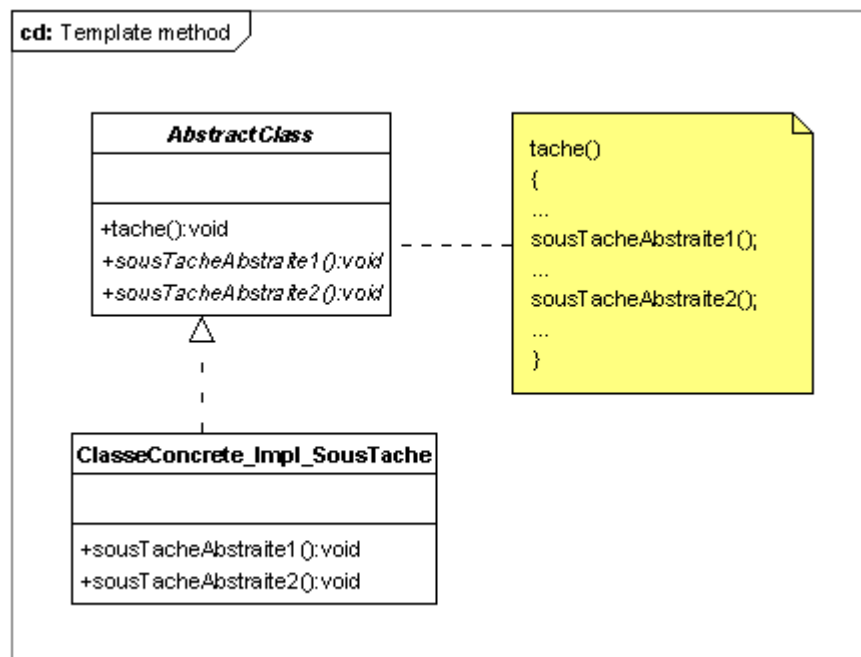 cd: Template method
AbstractClass
+tache():void
+sousTacheAbstraite1():void
+sousTacheAbstraite2():void
tache()
{
...
sousTacheAbstraite1();
...
sousTacheAbstraite2();
...
}
ClasseConcrete_Impl_SousTache
+sousTacheAbstraite1():void
+sousTacheAbstraite2():void